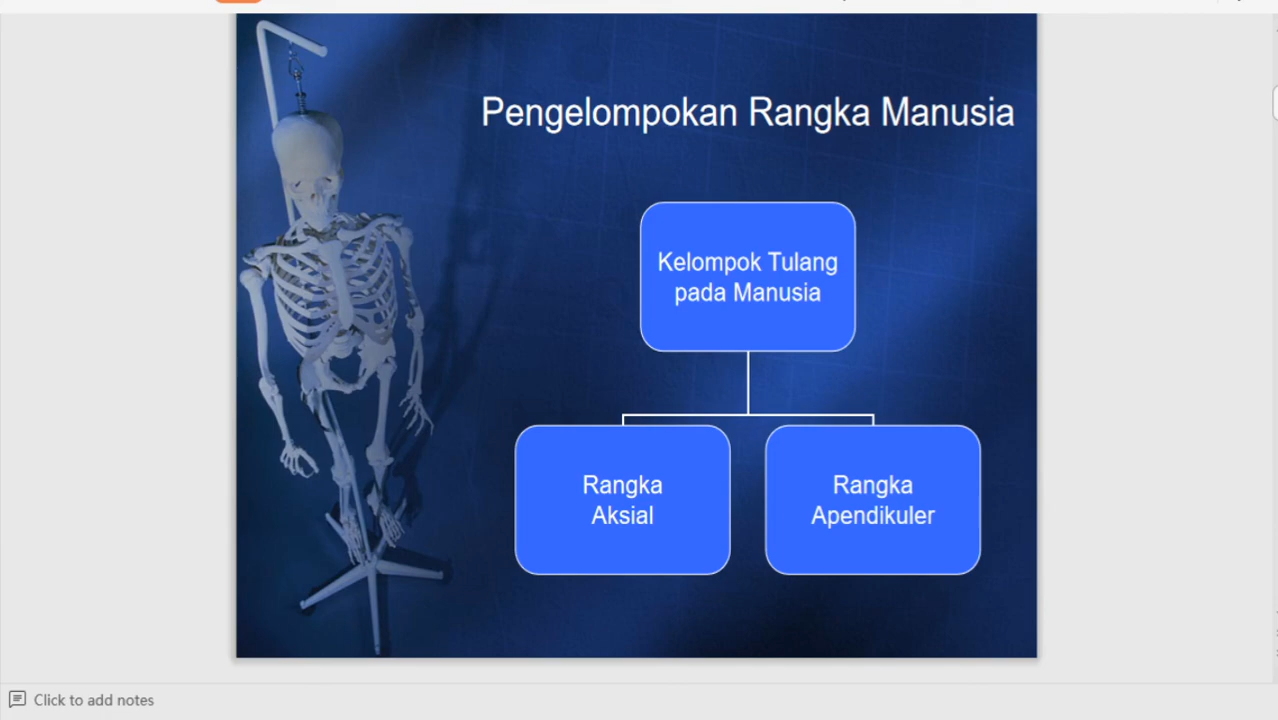 Pengelompokan Rangka Manusia
Kelompok Tulang
pada Manusia
Rangka
Aksial
Rangka
Apendikuler
Click to add notes